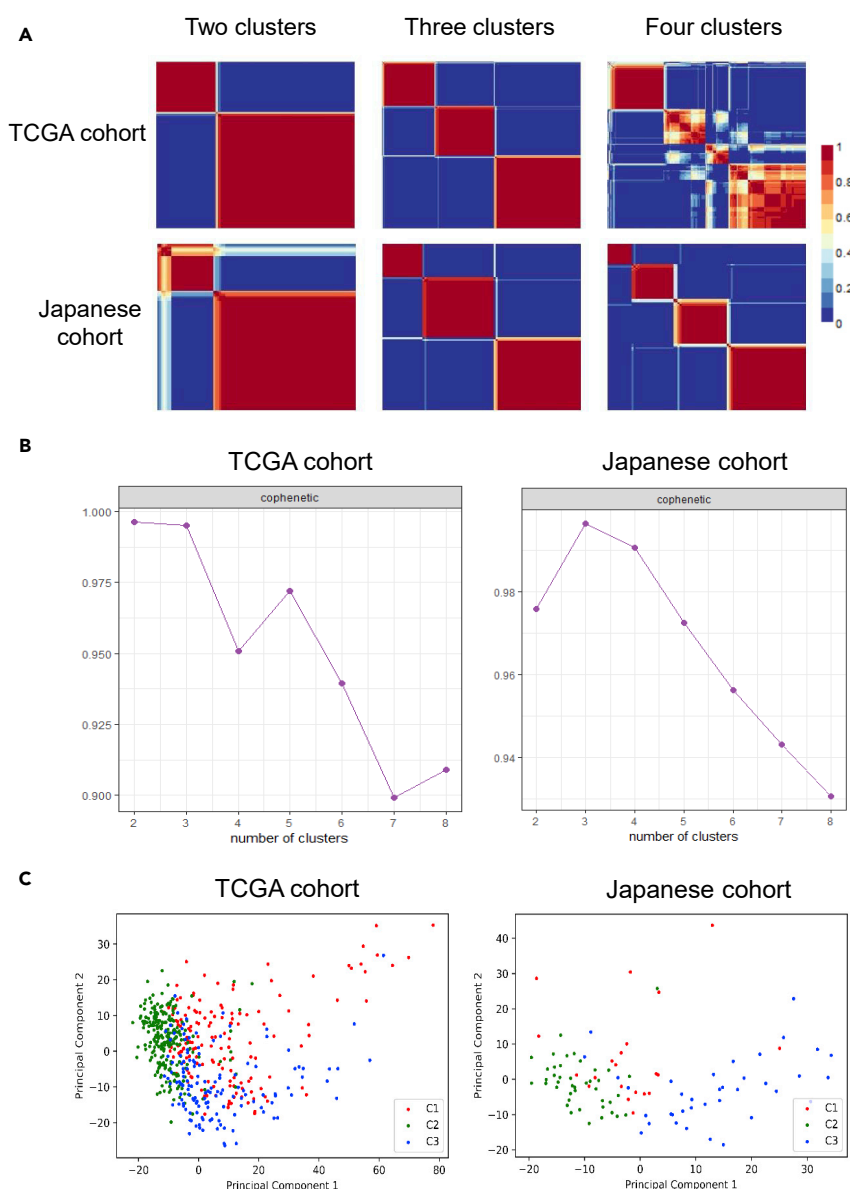 A
Two clusters
Three clusters
Four clusters
TCGA cohort
Japanese
cohort
1
0.8
0.6
0.4
0.2
0
B
TCGA cohort
Japanese cohort
cophenetic
1.000
0.975
0.950
0.925
0.900
2 3 4 5 6 7 8
number of clusters
cophenetic
0.98
0.96
0.94
2 3 4 5 6 7 8
number of clusters
C
TCGA cohort
Japanese cohort
Principal Component 2
30
20
10
0
−10
−20
−20 0 20 40 60 80
Principal Component 1
C1
C2
C3
Principal Component 2
40
30
20
10
0
−10
−20
−20 −10 0 10 20 30
Principal Component 1
C1
C2
C3